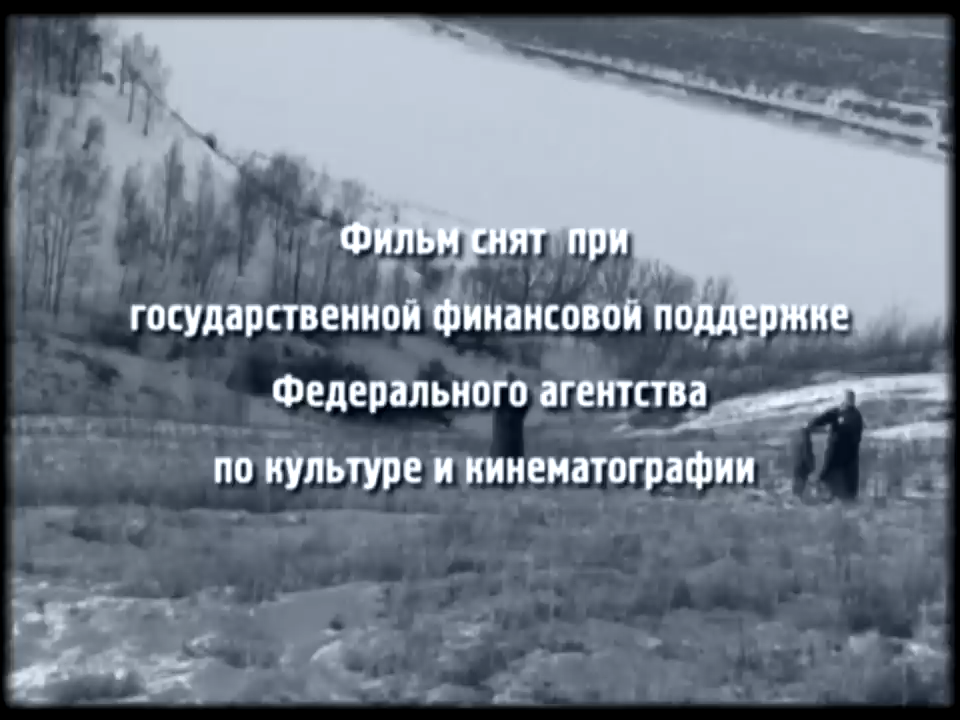 Фильм снят при
государственной финансовой поддержке
Федерального агентства
по культуре и кинематографии